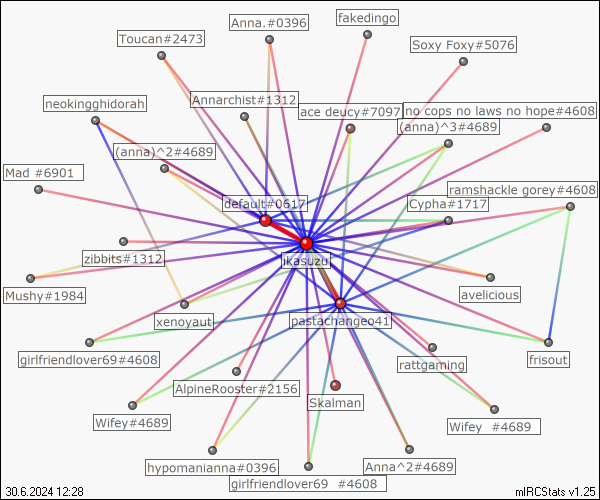 Anna.#0396
fakedingo
Toucan#2473
Soxy Foxy#5076
neokingghidorah
Annarchist#1312
ace deucy#7097
no cops no laws no hope#4608
(anna)^3#4689
(anna)^2#4689
Mad #6901
ramshackle gorey#4608
default#0617
Cypha#1717
ikasuzu
zibbits#1312
Mushy#1984
avelicious
xenoyaut
pastachangeo41
girlfriendlover69#4608
rattgaming
frisout
AlpineRooster#2156
Skalman
Wifey#4689
Wifey #4689
hypomanianna#0396
Anna^2#4689
girlfriendlover69 #4608
30.6.2024 12:28
mIRCStats v1.25